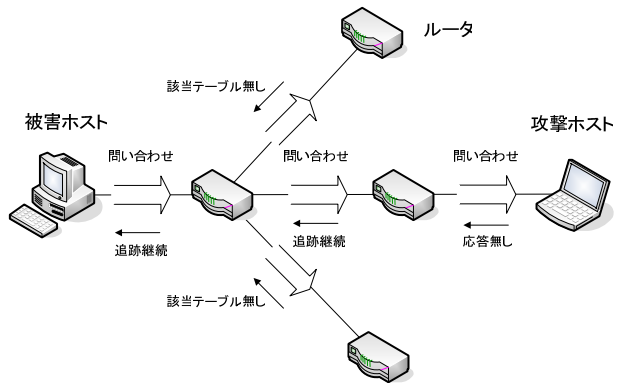 ルータ
該当テーブル無し
被害ホスト
攻撃ホスト
問い合わせ
問い合わせ
問い合わせ
追跡継続
追跡継続
応答無し
該当テーブル無し